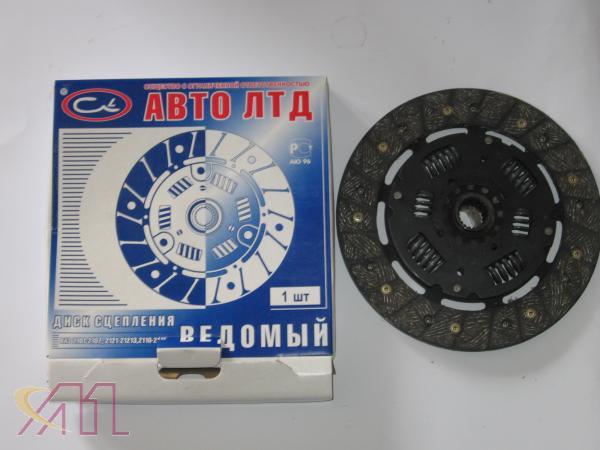 ОБЩЕСТВО С ОГРАНИЧЕННОЙ ОТВЕТСТВЕННОСТЬЮ
АВТО ЛТД
АЮ 96
1 шт
ДИСК СЦЕПЛЕНИЯ
ВЕДОМЫЙ